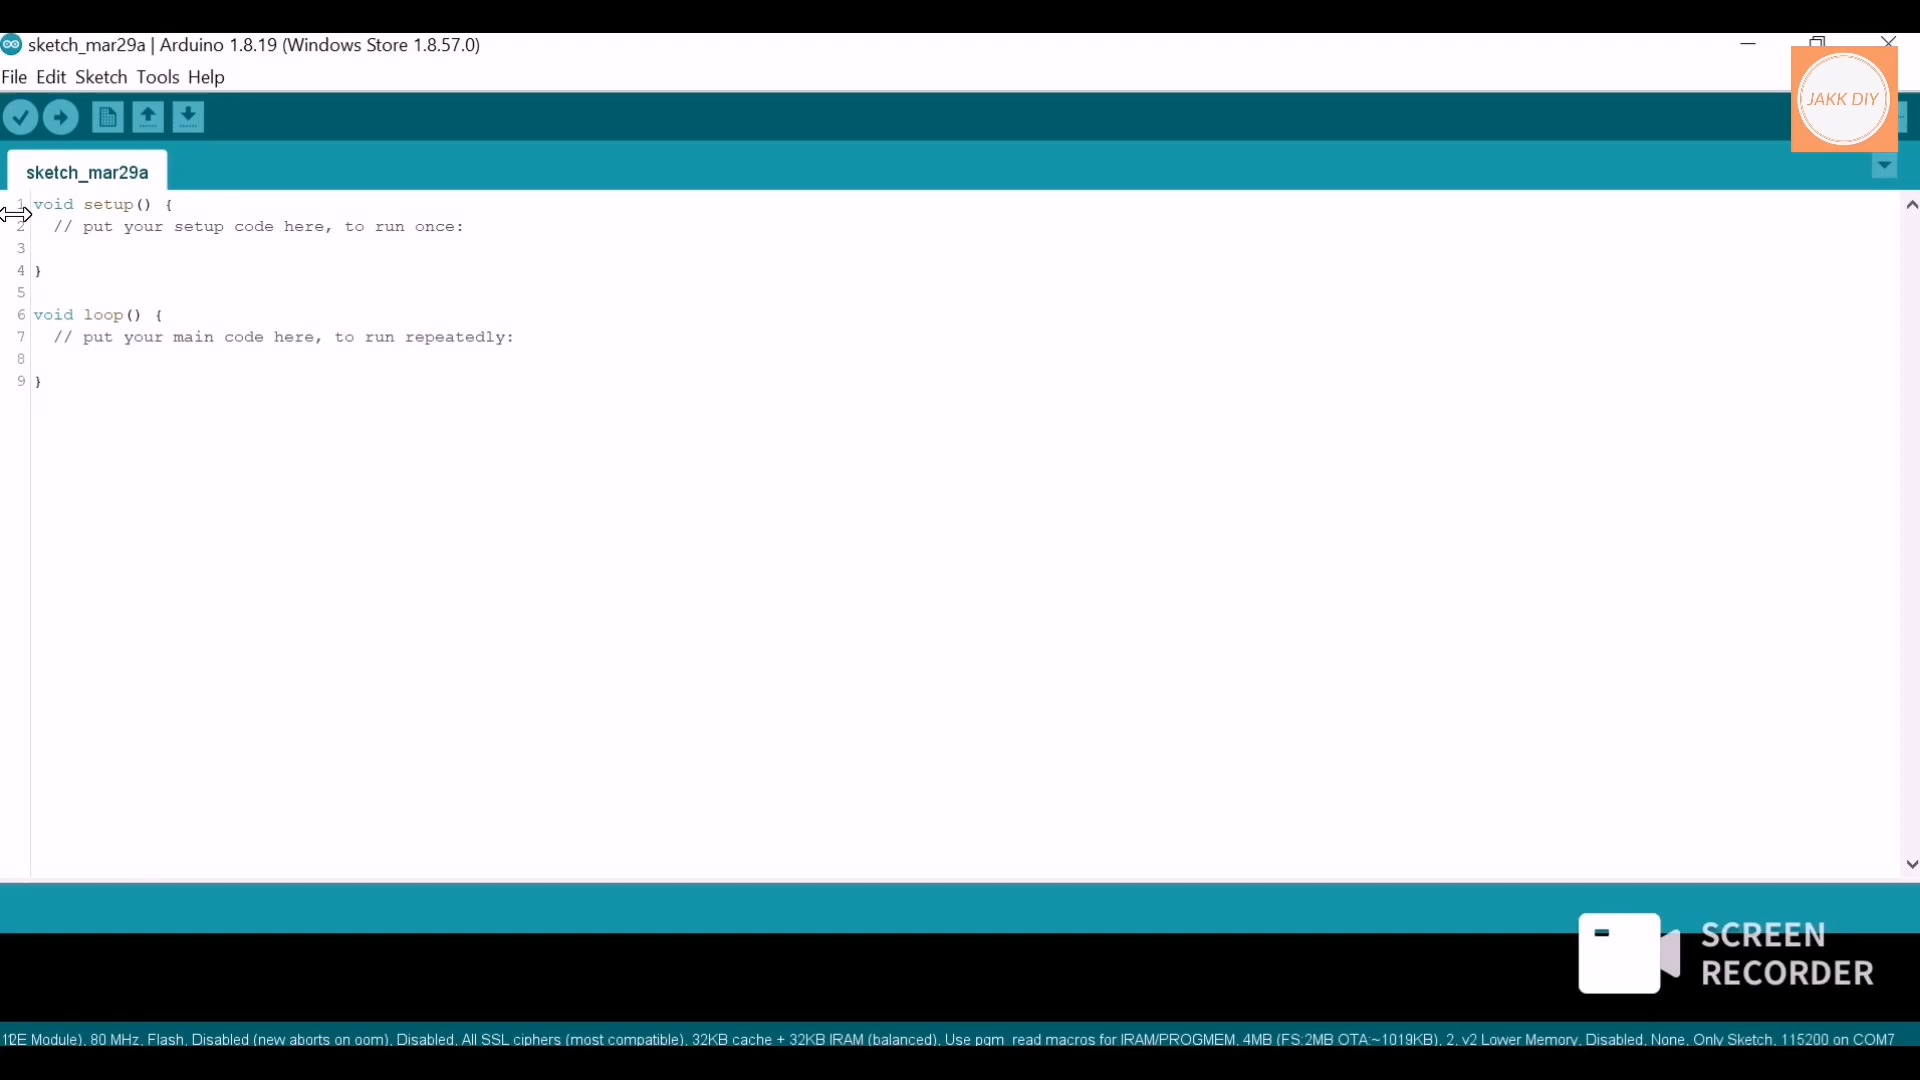 sketch_mar29a | Arduino 1.8.19 (Windows Store 1.8.57.0)
File Edit Sketch Tools Help
JAKK DIY
sketch_mar29a
1 void setup() {
2 // put your setup code here, to run once:
3
4 }
5
6 void loop() {
7 // put your main code here, to run repeatedly:
8
9 }
SCREEN
RECORDER
12E Module), 80 MHz, Flash, Disabled (new aborts on oom), Disabled, All SSL ciphers (most compatible), 32KB cache + 32KB IRAM (balanced), Use pgm_read macros for IRAM/PROGMEM, 4MB (FS:2MB OTA:~1019KB), 2, v2 Lower Memory, Disabled, None, Only Sketch, 115200 on COM7